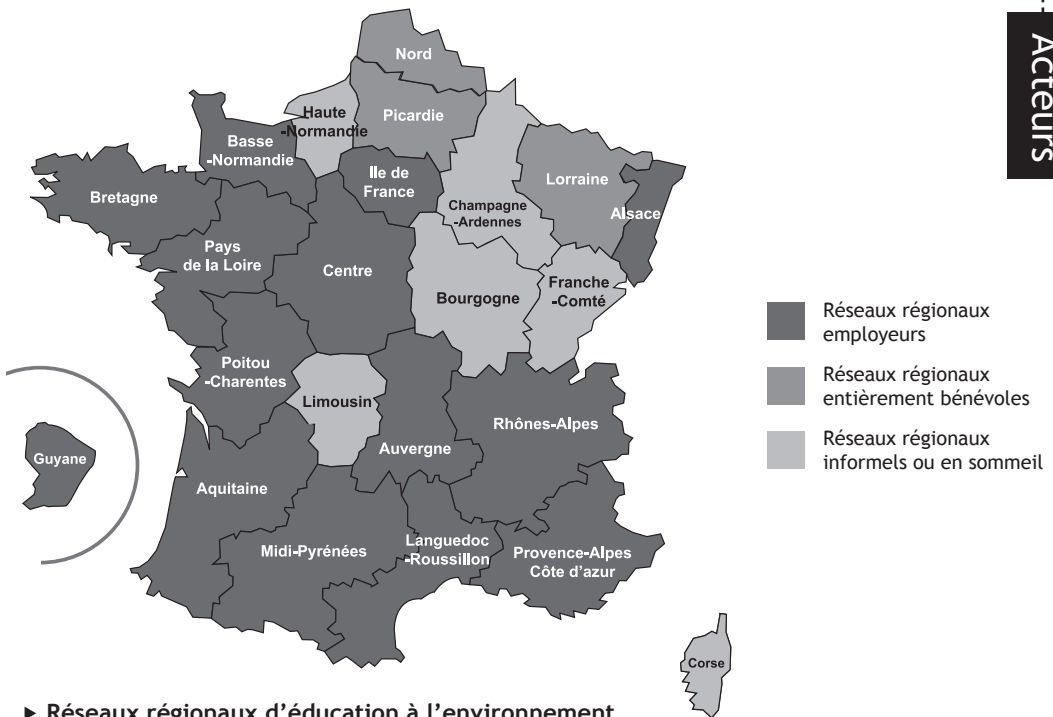 Acteurs
Nord
Haute
-Normandie
Picardie
Basse
-Normandie
Ile de
France
Lorraine
Alsace
Champagne
-Ardennes
Bretagne
Pays
de la Loire
Centre
Bourgogne
Franche
-Comté
Réseaux régionaux
employeurs
Réseaux régionaux
entièrement bénévoles
Réseaux régionaux
informels ou en sommeil
Poitou
-Charentes
Limousin
Auvergne
Rhônes-Alpes
Guyane
Aquitaine
Midi-Pyrénées
Languedoc
-Roussillon
Provence-Alpes
Côte d'azur
Corse
▶ Réseaux régionaux d'éducation à l'environnement